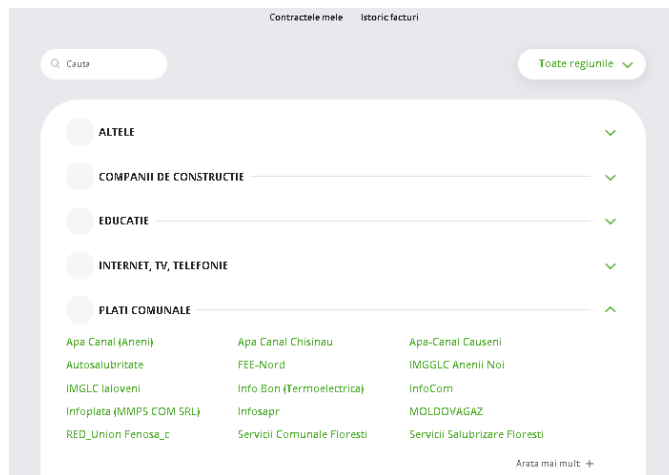 Contractele mele Istoric facturi
Cauta Toate regiunile
ALTELE
COMPANII DE CONSTRUCTIE
EDUCATIE
INTERNET, TV, TELEFONIE
PLATI COMUNALE
Apa Canal (Aneni) Apa Canal Chisinau Apa-Canal Causeni
Autosalubritate FEE-Nord IMGGLC Anenii Noi
IMGLC Ialoveni Info Bon (Termoelectrica) InfoCom
Infoplata (MMPS COM SRL) Infosapr MOLDOVAGAZ
RED_Union Fenosa_c Servicii Comunale Floresti Servicii Salubrizare Floresti
Arata mai mult +